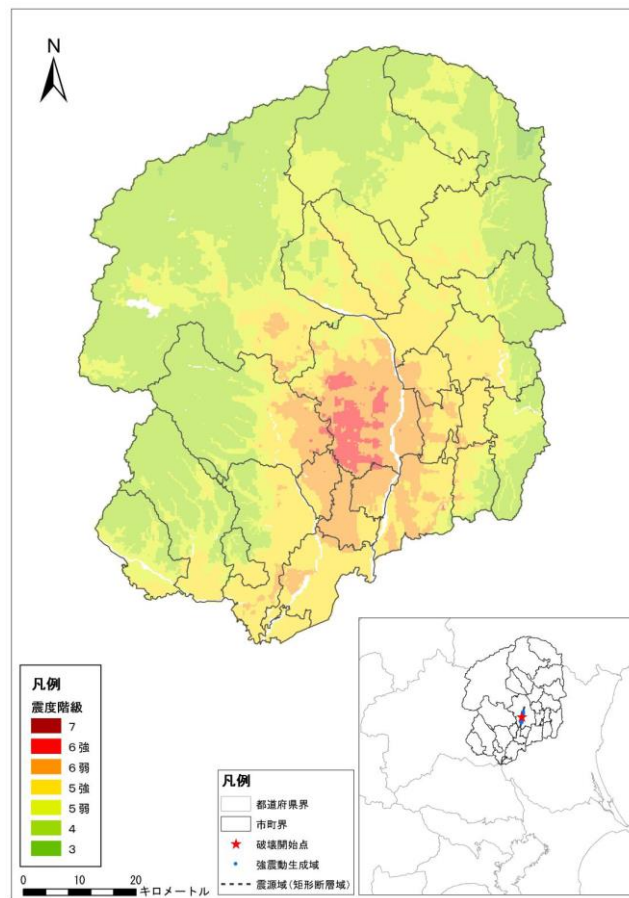 N
凡例
震度階級
7
6強
6弱
5強
5弱
4
3
0 10 20
キロメートル
凡例
都道府県界
市町界
破壊開始点
強震動生成域
震源域(矩形断層域)